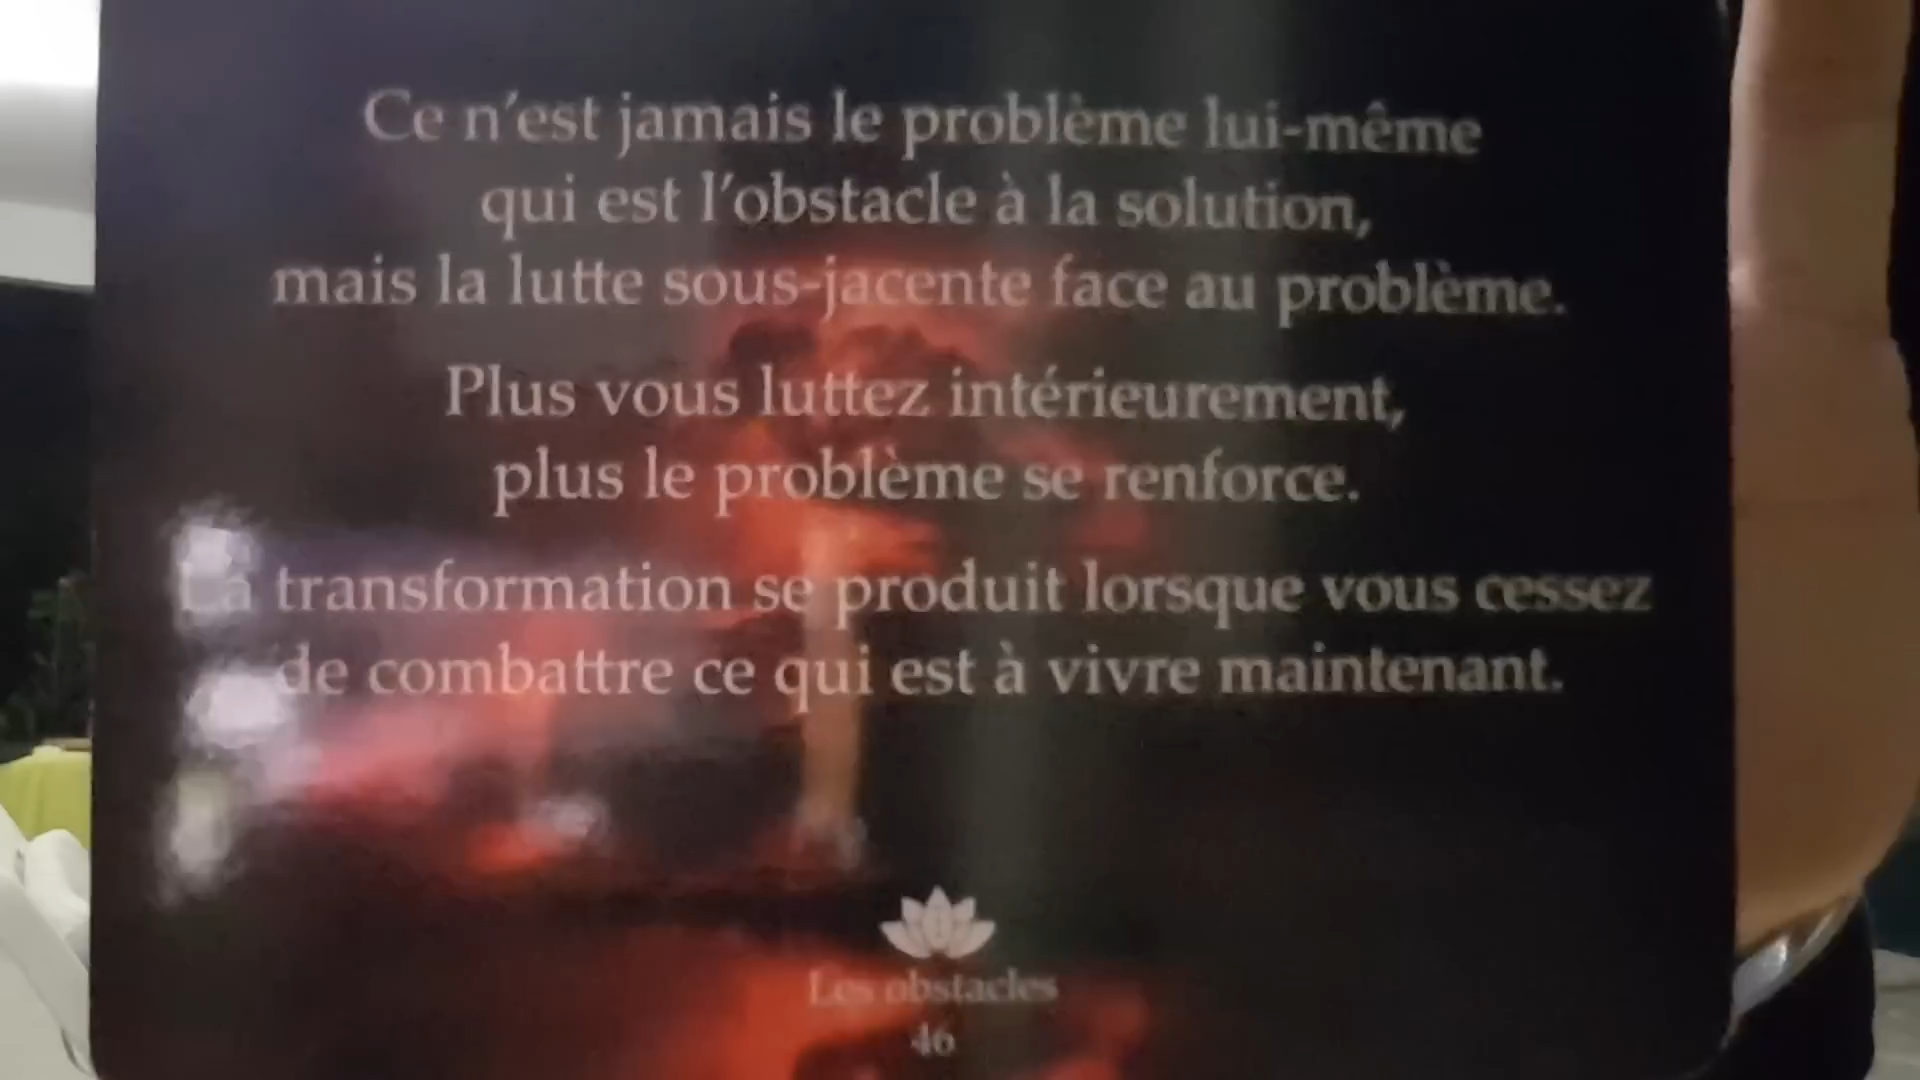 Ce n'est jamais le problème lui-même
qui est l'obstacle à la solution,
mais la lutte sous-jacente face au problème.
Plus vous luttez intérieurement,
plus le problème se renforce.
La transformation se produit lorsque vous cessez
de combattre ce qui est à vivre maintenant.
Les obstacles
46